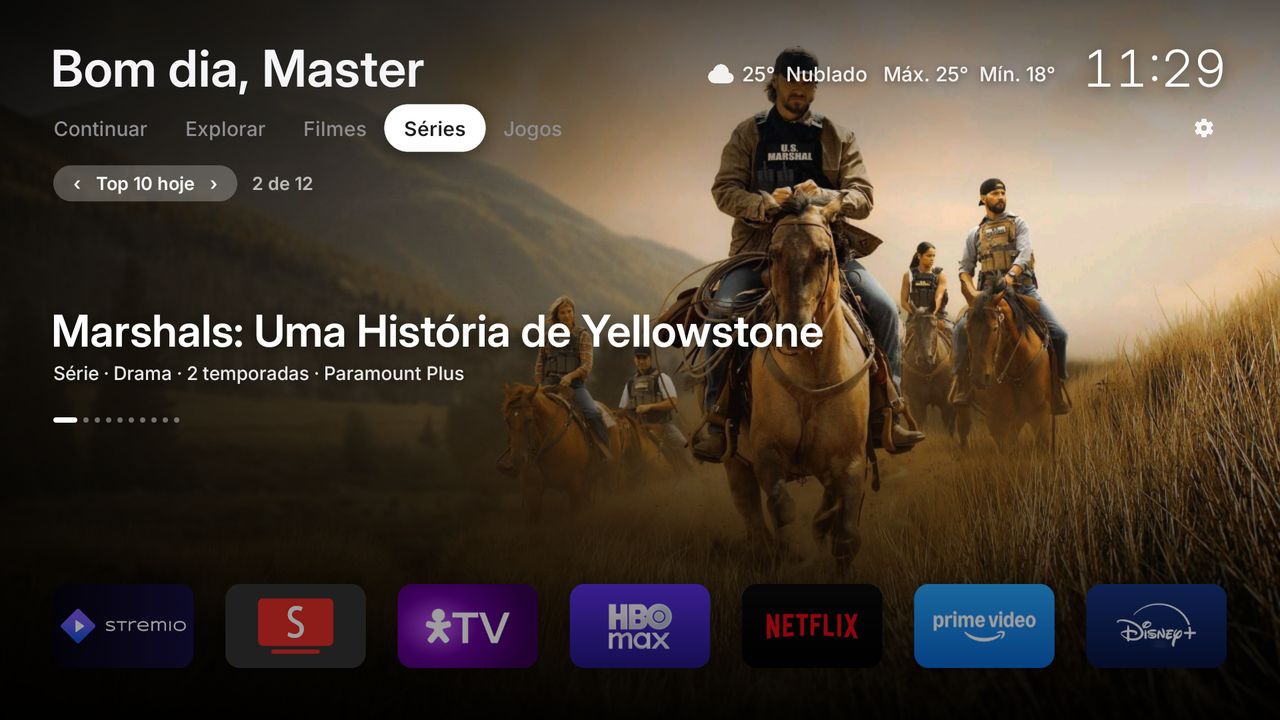 Bom dia, Master
25° Nublado Máx. 25° Mín. 18°
11:29
Continuar Explorar Filmes Séries Jogos
‹ Top 10 hoje › 2 de 12
U.S.
MARSHAL
Marshals: Uma História de Yellowstone
Série · Drama · 2 temporadas · Paramount Plus
STREMIO
S
TV
HBO
max
NETFLIX
prime video
Disney+